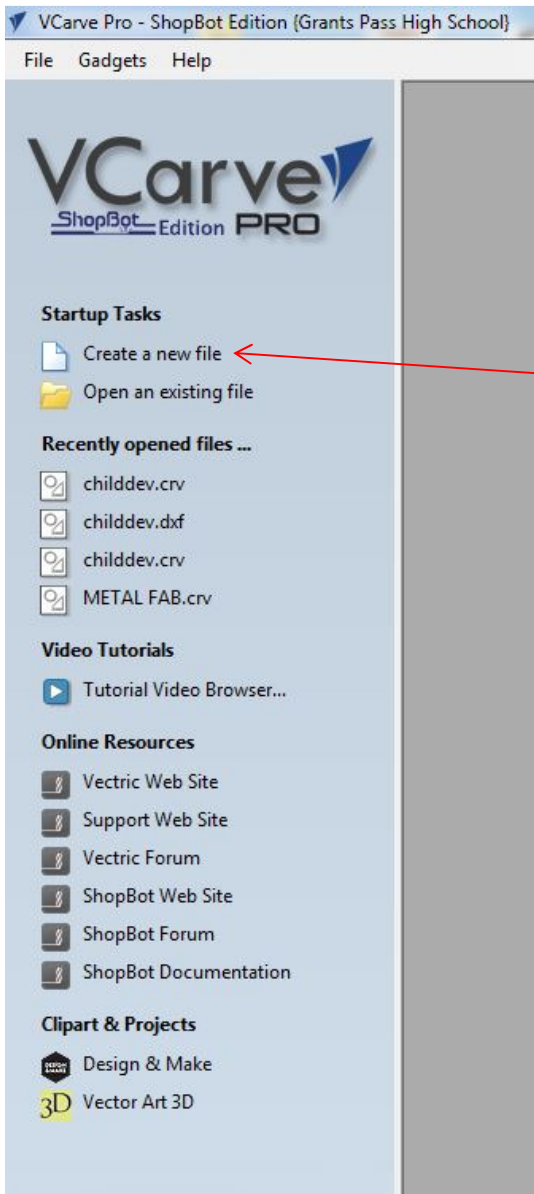 VCarve Pro - ShopBot Edition {Grants Pass High School}
File Gadgets Help
VCarve
ShopBot Edition PRO
Startup Tasks
Create a new file
Open an existing file
Recently opened files ...
childdev.crv
childdev.dxf
childdev.crv
METAL FAB.crv
Video Tutorials
Tutorial Video Browser...
Online Resources
Vectric Web Site
Support Web Site
Vectric Forum
ShopBot Web Site
ShopBot Forum
ShopBot Documentation
Clipart & Projects
Design & Make
3D Vector Art 3D